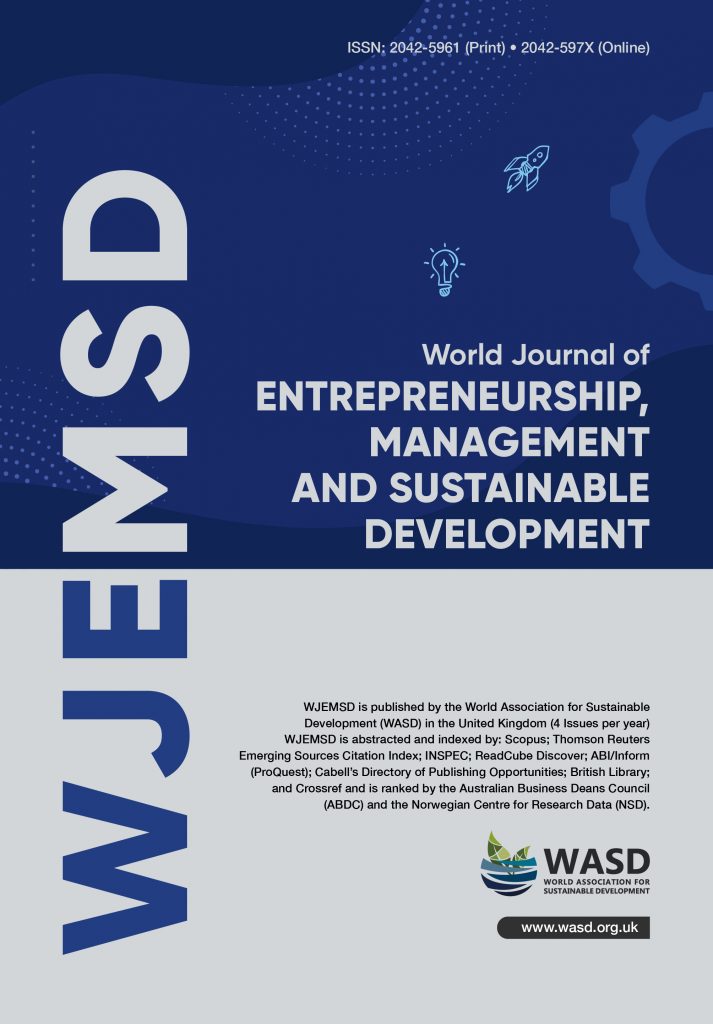 ISSN: 2042-5961 (Print) • 2042-597X (Online)
WJEMSD
World Journal of
ENTREPRENEURSHIP,
MANAGEMENT
AND SUSTAINABLE
DEVELOPMENT
WJEMSD is published by the World Association for Sustainable
Development (WASD) in the United Kingdom (4 Issues per year)
WJEMSD is abstracted and indexed by: Scopus; Thomson Reuters
Emerging Sources Citation Index; INSPEC; ReadCube Discover; ABI/Inform
(ProQuest); Cabell’s Directory of Publishing Opportunities; British Library;
and Crossref and is ranked by the Australian Business Deans Council
(ABDC) and the Norwegian Centre for Research Data (NSD).
WASD
WORLD ASSOCIATION FOR
SUSTAINABLE DEVELOPMENT
www.wasd.org.uk